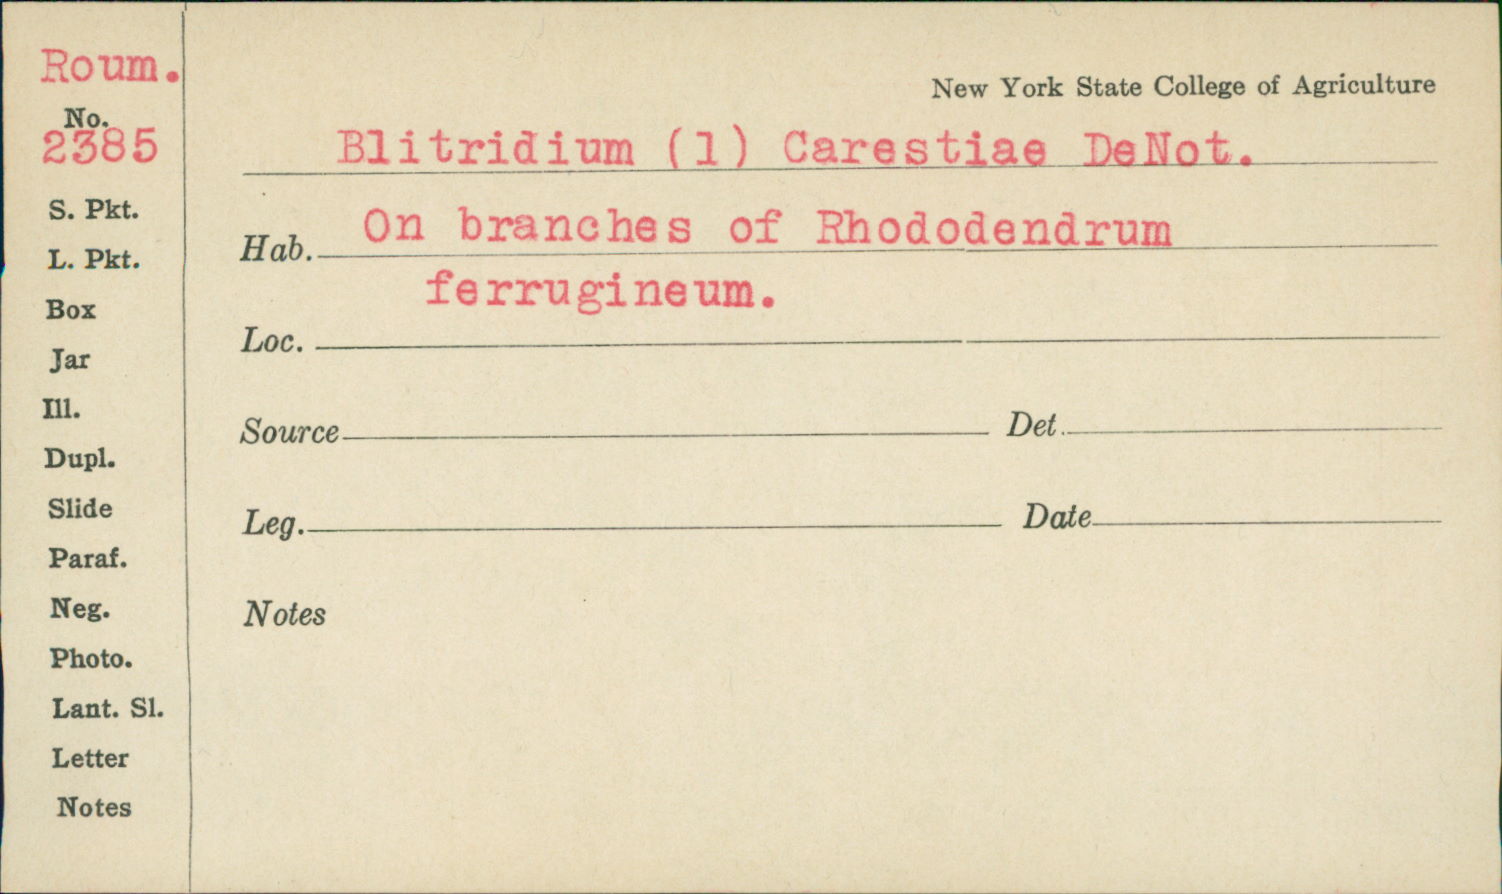 Roum.
No.
2385
S. Pkt.
L. Pkt.
Box
Jar
Ill.
Dupl.
Slide
Paraf.
Neg.
Photo.
Lant. Sl.
Letter
Notes
New York State College of Agriculture
Blitridium (1) Carestiae DeNot.
Hab. On branches of Rhododendrum
ferrugineum.
Loc.
Source Det.
Leg. Date
Notes